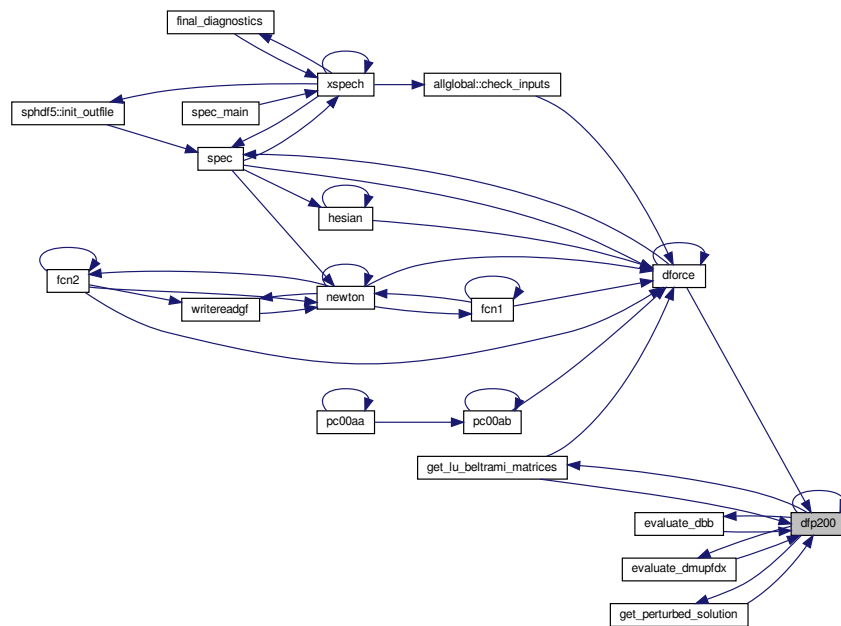 final_diagnostics
xspech
allglobal::check_inputs
sphdf5::init_outfile
spec_main
spec
hesian
fcn2
dforce
newton
writereadgf
fcn1
pc00aa
pc00ab
get_lu_beltrami_matrices
evaluate_dbb
dfp200
evaluate_dmupfdx
get_perturbed_solution